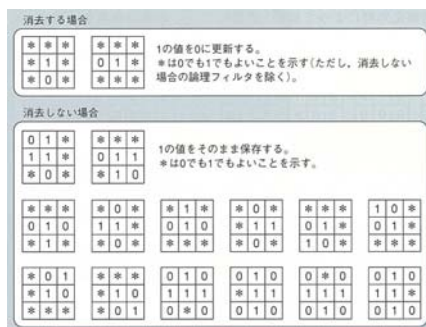 消去する場合
* * *
* 1 *
* 0 *
* * *
0 1 *
* * *
1の値を0に更新する。
*は0でも1でもよいことを示す(ただし,消去しない
場合の論理フィルタを除く)。
消去しない場合
0 1 *
1 1 *
* 0 *
* * *
0 1 1
* 1 0
1の値をそのまま保存する。
*は0でも1でもよいことを示す。
* * *
0 1 0
* 1 *
* 0 *
1 1 *
* 0 *
* 1 *
0 1 0
* * *
* 0 *
* 1 1
* 0 *
* * *
0 1 *
1 0 *
1 0 *
0 1 *
* * *
* 0 1
* 1 0
* * *
* * *
* 1 0
* 0 1
0 1 0
1 1 1
0 * 0
0 1 0
* 1 1
0 1 0
0 * 0
1 1 1
0 1 0
0 1 0
1 1 *
0 1 0